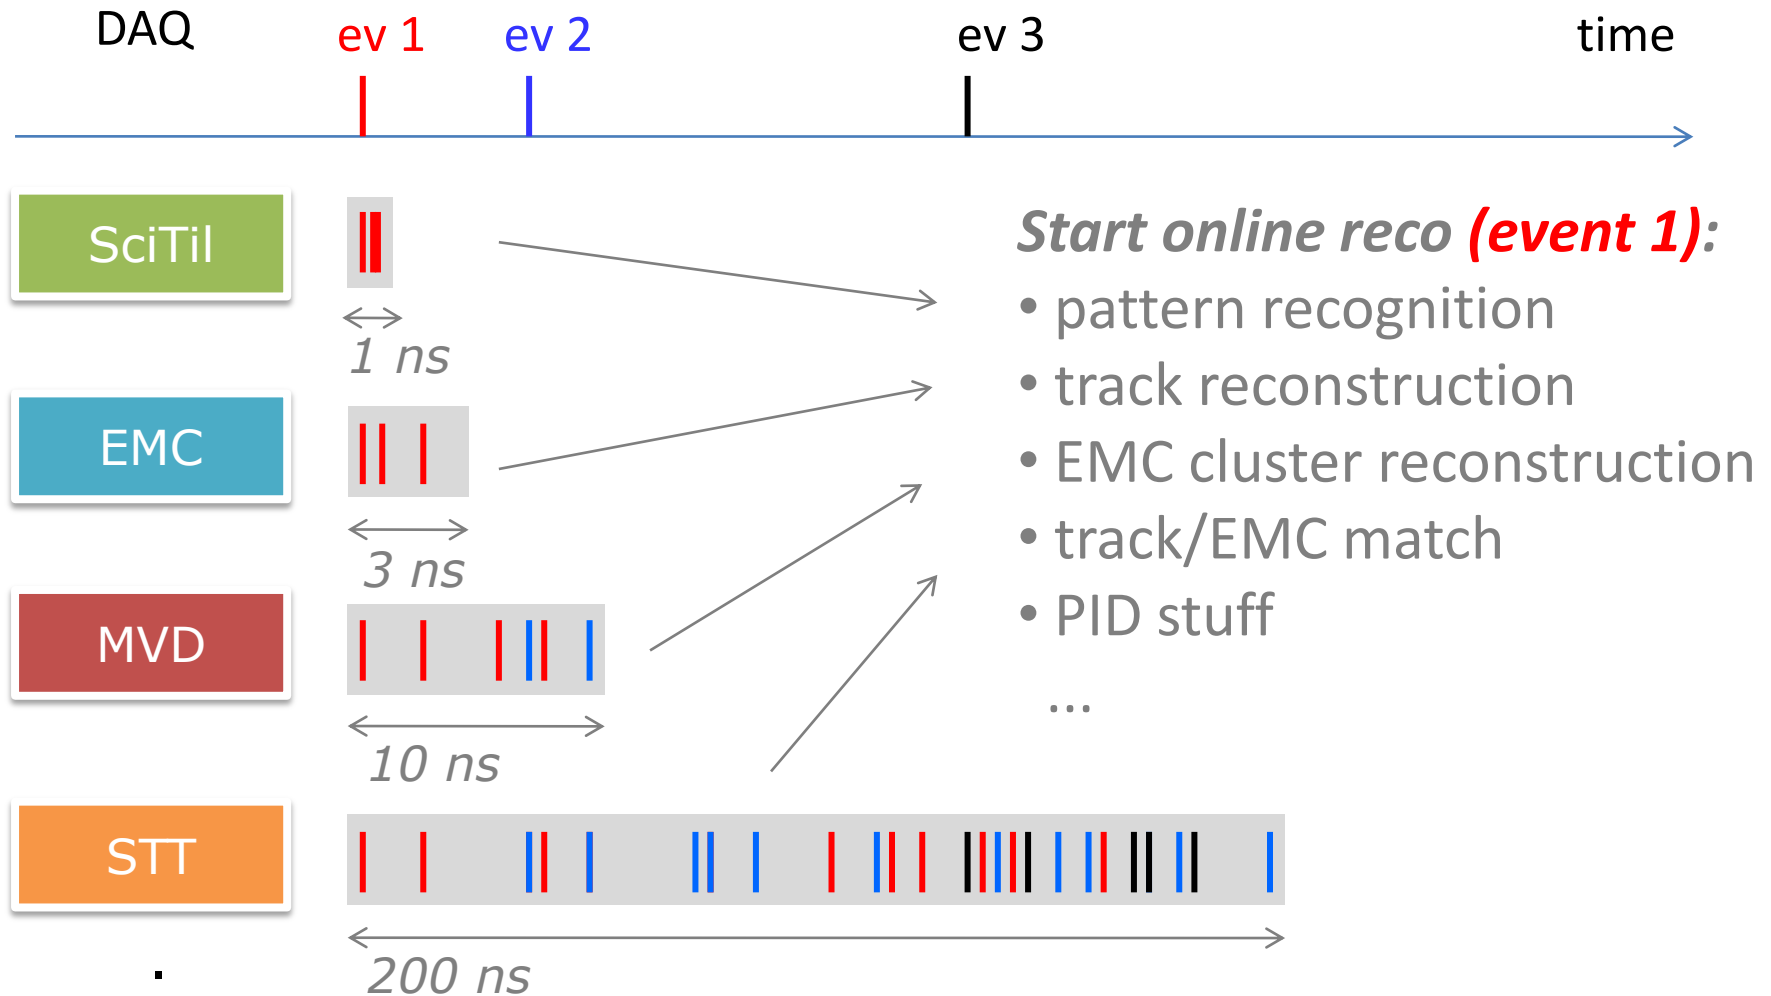 DAQ
ev 1
ev 2
ev 3
time
SciTil
1 ns
EMC
3 ns
MVD
10 ns
STT
200 ns
.
Start online reco (event 1):
• pattern recognition
• track reconstruction
• EMC cluster reconstruction
• track/EMC match
• PID stuff
...